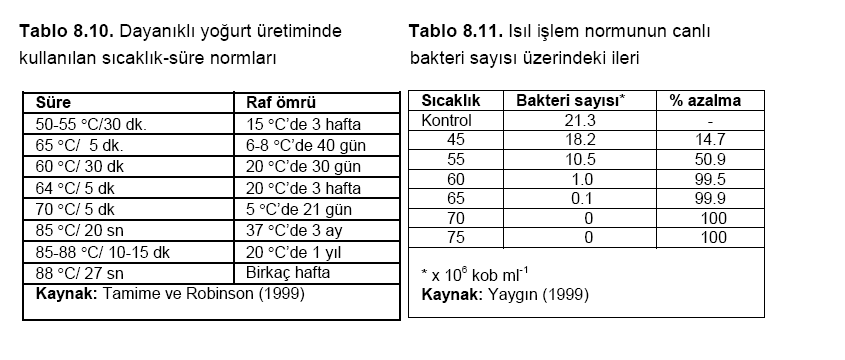 Tablo 8.10. Dayanıklı yoğurt üretiminde
kullanılan sıcaklık-süre normları
Süre Raf ömrü
50-55 °C/30 dk. 15 °C’de 3 hafta
65 °C/ 5 dk. 6-8 °C’de 40 gün
60 °C/ 30 dk 20 °C’de 30 gün
64 °C/ 5 dk 20 °C’de 3 hafta
70 °C/ 5 dk 5 °C’de 21 gün
85 °C/ 20 sn 37 °C’de 3 ay
85-88 °C/ 10-15 dk 20 °C’de 1 yıl
88 °C/ 27 sn Birkaç hafta
Kaynak: Tamime ve Robinson (1999)
Tablo 8.11. Isıl işlem normunun canlı
bakteri sayısı üzerindeki ileri
Sıcaklık Bakteri sayısı* % azalma
Kontrol 21.3 -
45 18.2 14.7
55 10.5 50.9
60 1.0 99.5
65 0.1 99.9
70 0 100
75 0 100
* x 10⁶ kob ml⁻¹
Kaynak: Yaygın (1999)